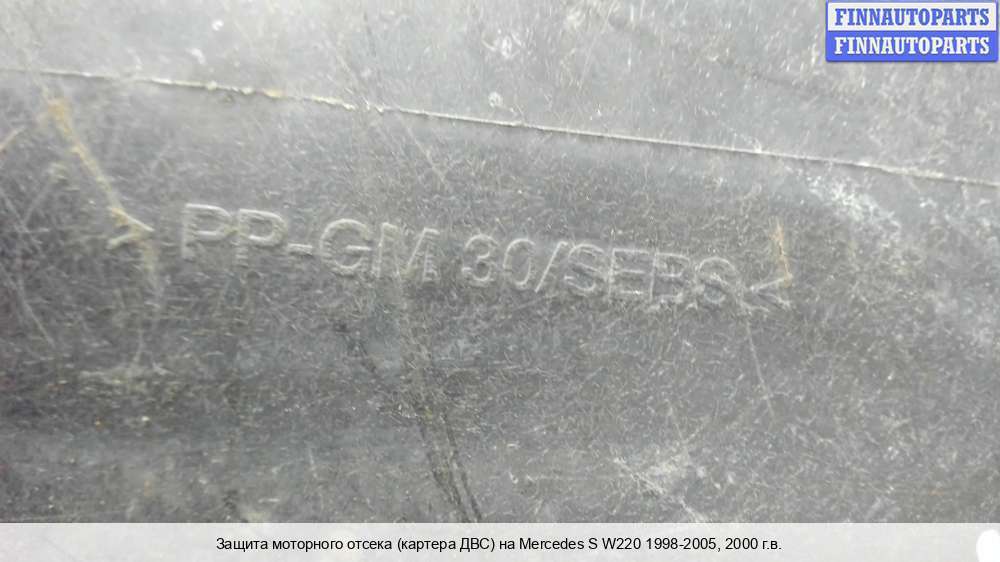 FINNAUTOPARTS
FINNAUTOPARTS
> PP-GM 30/SEBS <
Защита моторного отсека (картера ДВС) на Mercedes S W220 1998-2005, 2000 г.в.